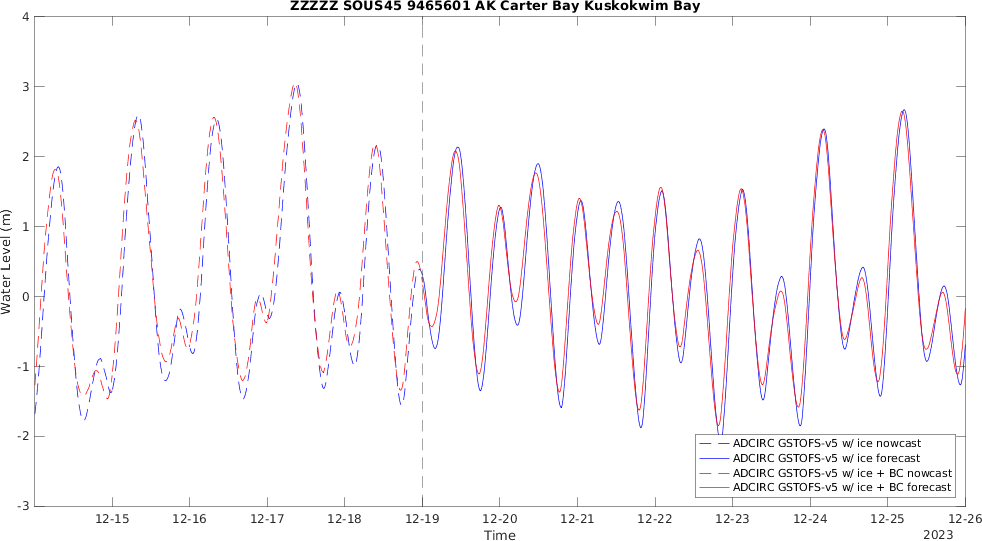 ZZZZZ SOUS45 9465601 AK Carter Bay Kuskokwim Bay
4
3
2
1
0
-1
-2
-3
Water Level (m)
ADCIRC GSTOFS-v5 w/ ice nowcast
ADCIRC GSTOFS-v5 w/ ice forecast
ADCIRC GSTOFS-v5 w/ ice + BC nowcast
ADCIRC GSTOFS-v5 w/ ice + BC forecast
12-15 12-16 12-17 12-18 12-19 12-20 12-21 12-22 12-23 12-24 12-25 12-26
Time 2023